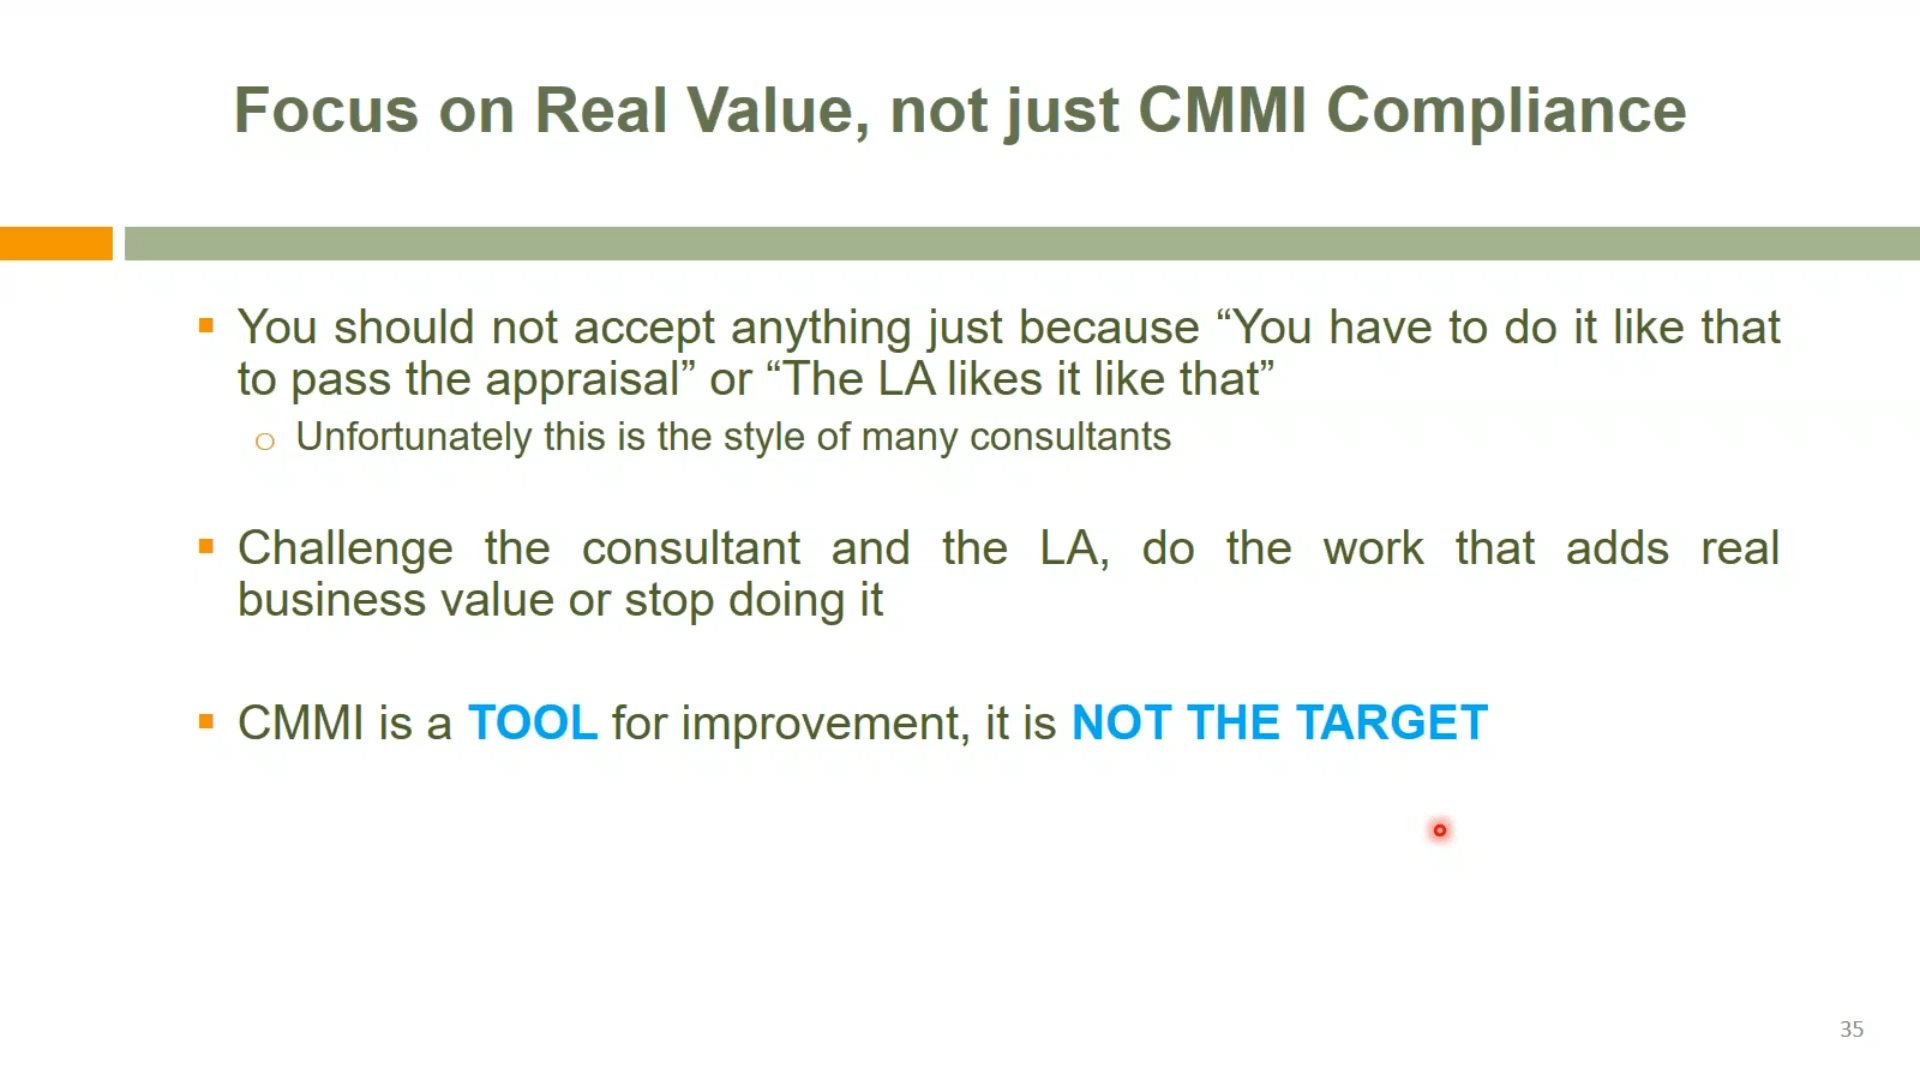 Focus on Real Value, not just CMMI Compliance
You should not accept anything just because “You have to do it like that
to pass the appraisal” or “The LA likes it like that”
Unfortunately this is the style of many consultants
Challenge the consultant and the LA, do the work that adds real
business value or stop doing it
CMMI is a TOOL for improvement, it is NOT THE TARGET
35